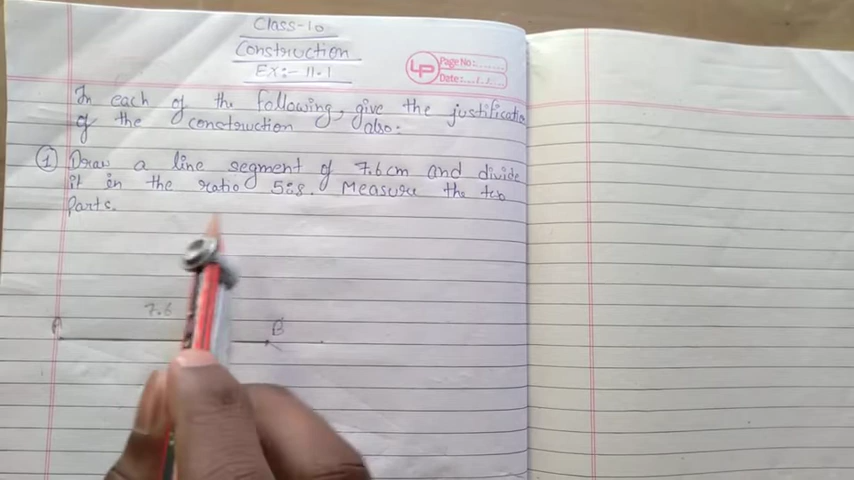 Class-10
Construction
Ex:- 11.1
LP
Page No:
Date:
In each of the following, give the justification
of the construction also:
① Draw a line segment of 7.6cm and divide
it in the ratio 5:8. Measure the two
Parts.
7.6
A
B